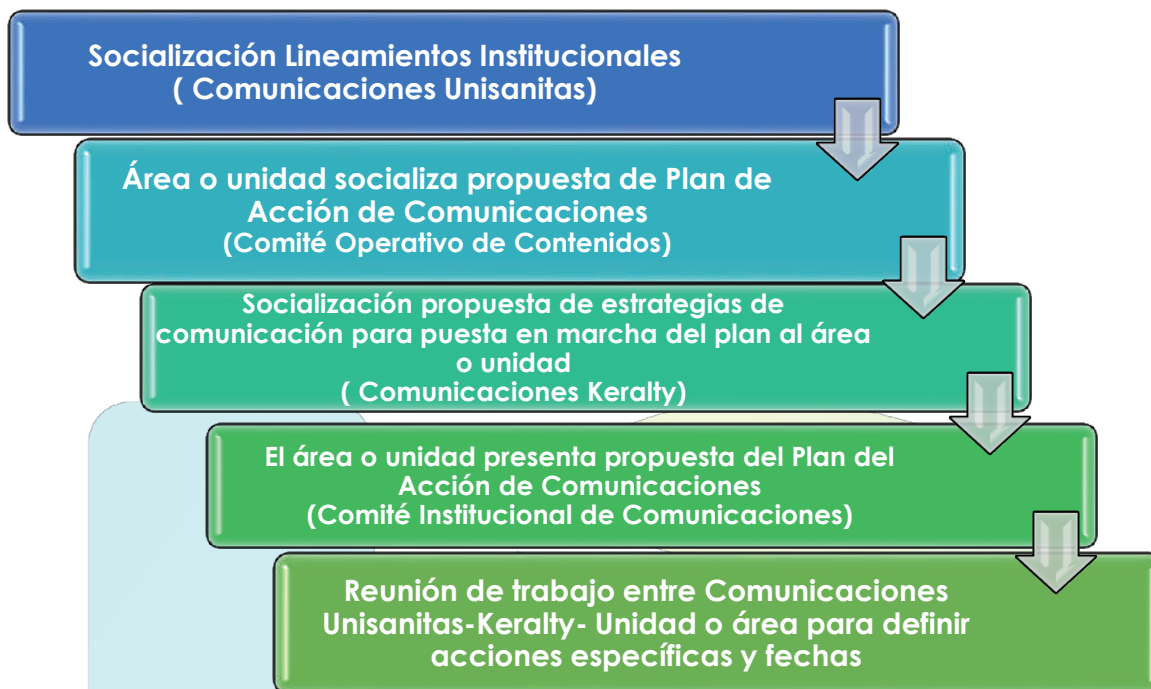 Socialización Lineamientos Institucionales
( Comunicaciones Unisanitas)
Área o unidad socializa propuesta de Plan de
Acción de Comunicaciones
(Comité Operativo de Contenidos)
Socialización propuesta de estrategias de
comunicación para puesta en marcha del plan al área
o unidad
( Comunicaciones Keralty)
El área o unidad presenta propuesta del Plan del
Acción de Comunicaciones
(Comité Institucional de Comunicaciones)
Reunión de trabajo entre Comunicaciones
Unisanitas-Keralty- Unidad o área para definir
acciones específicas y fechas